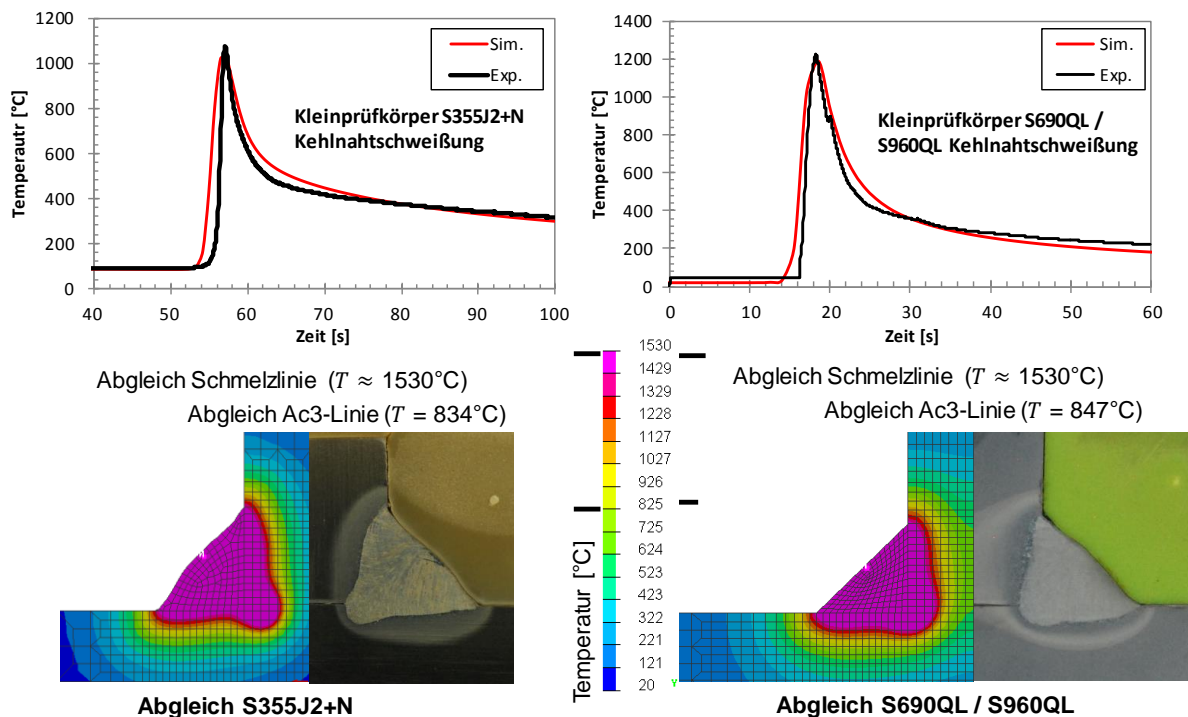 1200
1000
800
600
400
200
0
Temperautr [°C]
40 50 60 70 80 90 100
Zeit [s]
Sim.
Exp.
Kleinprüfkörper S355J2+N
Kehlnahtschweißung
1400
1200
1000
800
600
400
200
0
Temperatur [°C]
0 10 20 30 40 50 60
Zeit [s]
Sim.
Exp.
Kleinprüfkörper S690QL /
S960QL Kehlnahtschweißung
Abgleich Schmelzlinie (T ≈ 1530°C)
Abgleich Ac3-Linie (T = 834°C)
Temperatur [°C]
1530
1429
1329
1228
1127
1027
926
825
725
624
523
423
322
221
121
20
Y
Abgleich Schmelzlinie (T ≈ 1530°C)
Abgleich Ac3-Linie (T = 847°C)
Abgleich S355J2+N
Abgleich S690QL / S960QL